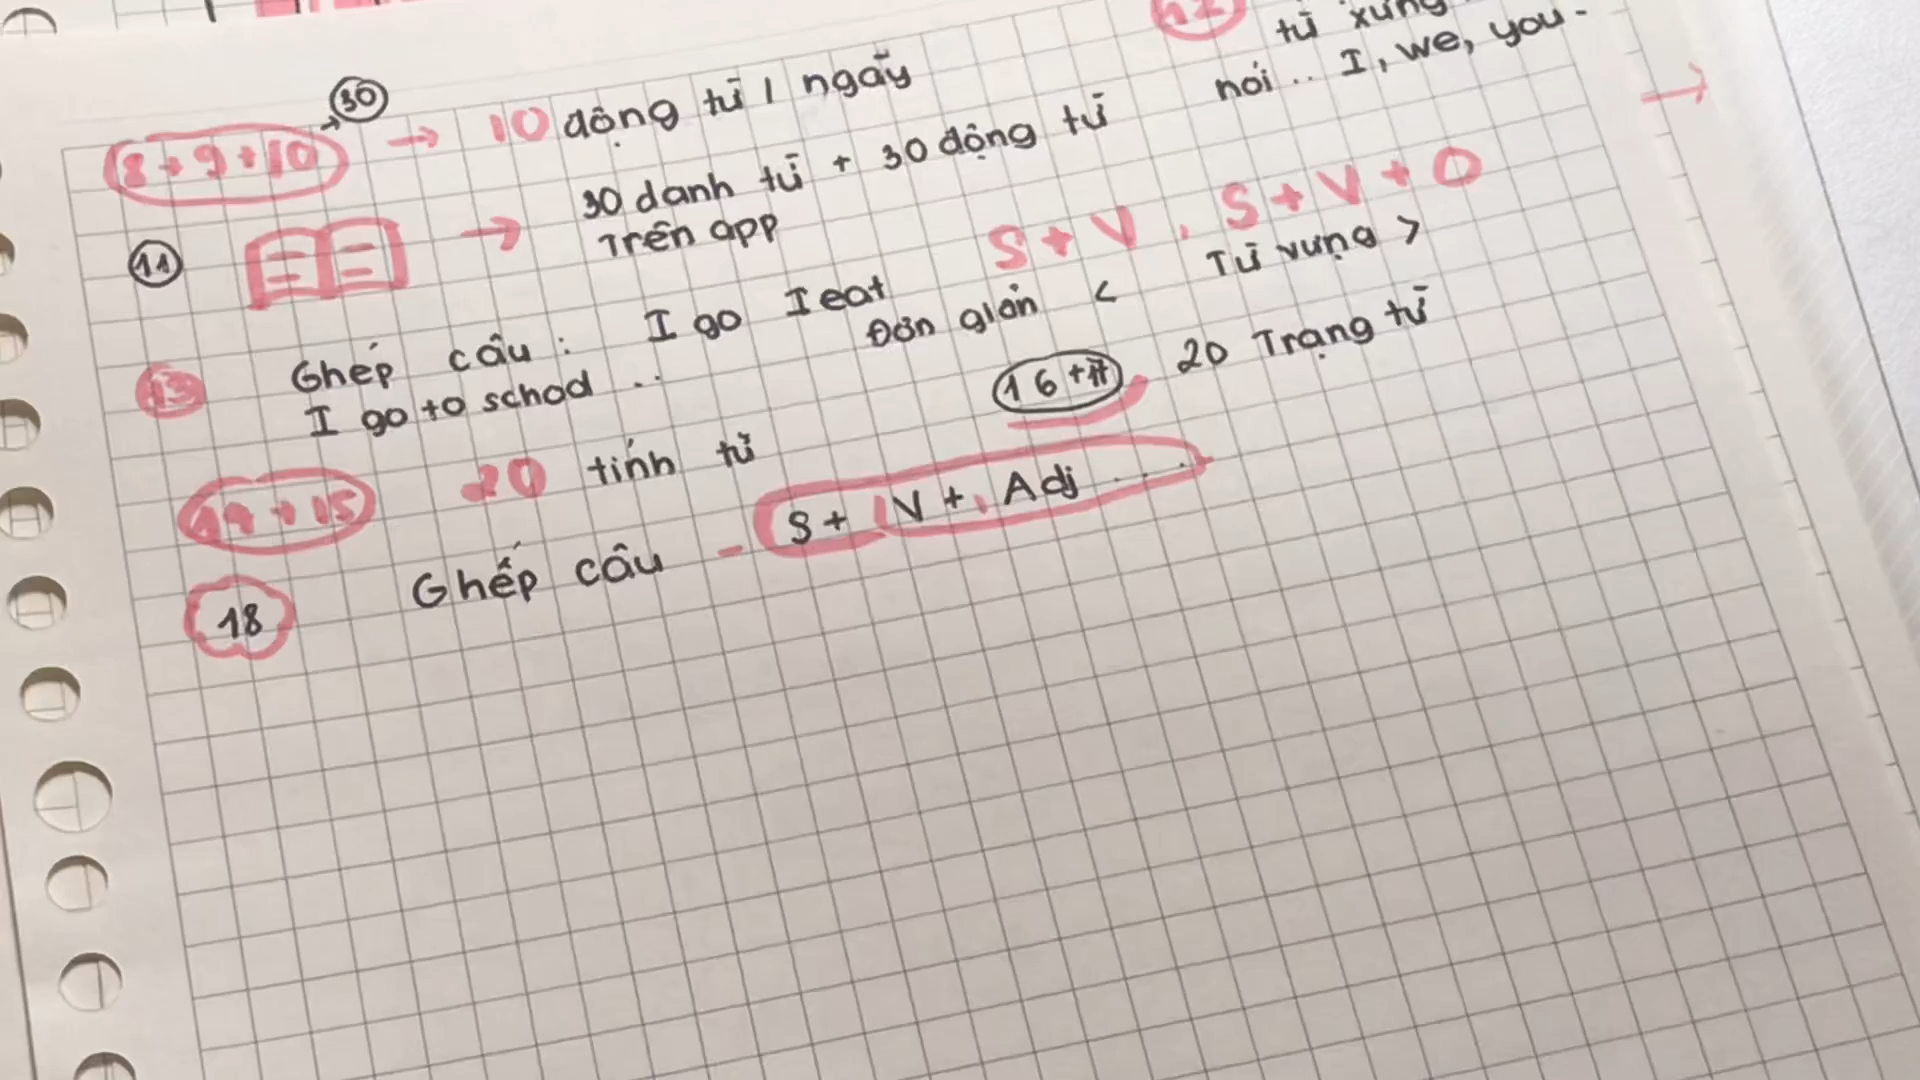 30
8+9+10 → 10 động từ / ngày
từ xưng
nói .. I, we, you -
11 → 30 danh từ + 30 động từ
Trên app
13 Ghép câu : I go I eat S + V , S + V + O
I go to school .. Đơn giản < Từ vựng >
14 + 15 20 tính từ
16 + 17 20 Trạng từ
18 Ghếp câu - S + V + Adj ....